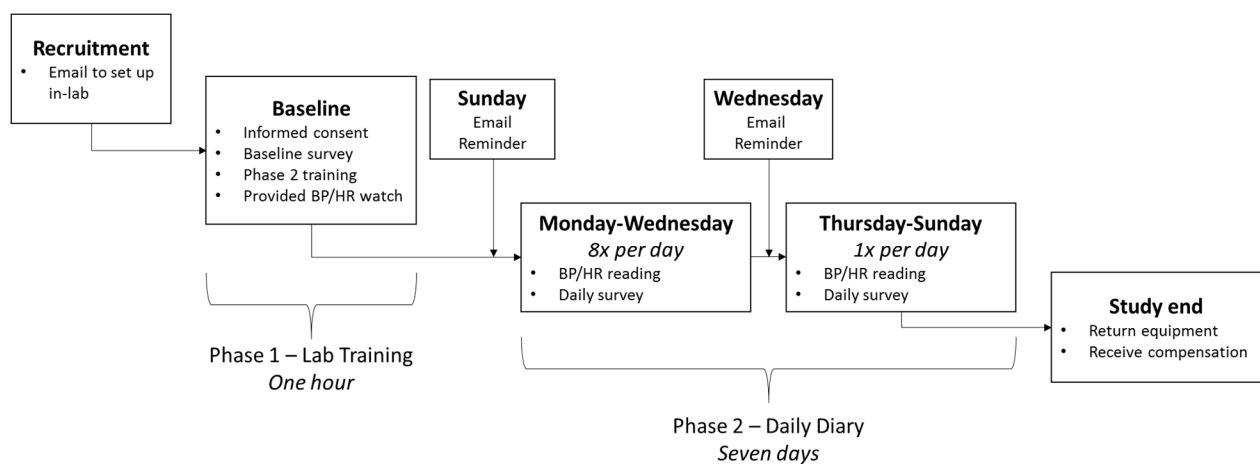 Recruitment
• Email to set up
in-lab
Baseline
• Informed consent
• Baseline survey
• Phase 2 training
• Provided BP/HR watch
Sunday
Email
Reminder
Wednesday
Email
Reminder
Monday-Wednesday
8x per day
• BP/HR reading
• Daily survey
Thursday-Sunday
1x per day
• BP/HR reading
• Daily survey
Study end
• Return equipment
• Receive compensation
Phase 1 – Lab Training
One hour
Phase 2 – Daily Diary
Seven days